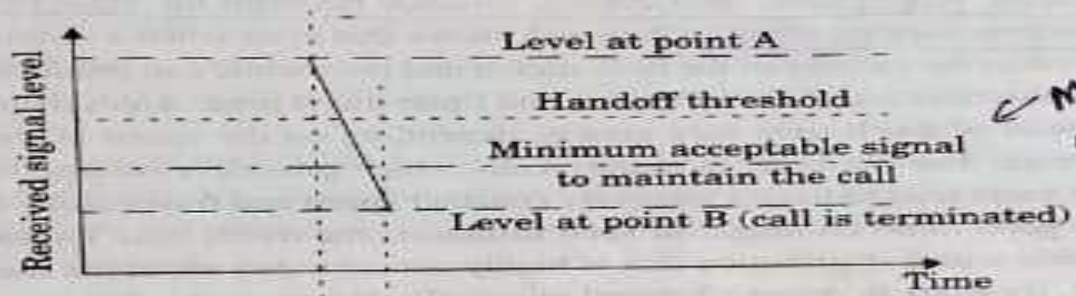 Level at point A
Handoff threshold
Minimum acceptable signal
to maintain the call
Level at point B (call is terminated)
Received signal level
Time